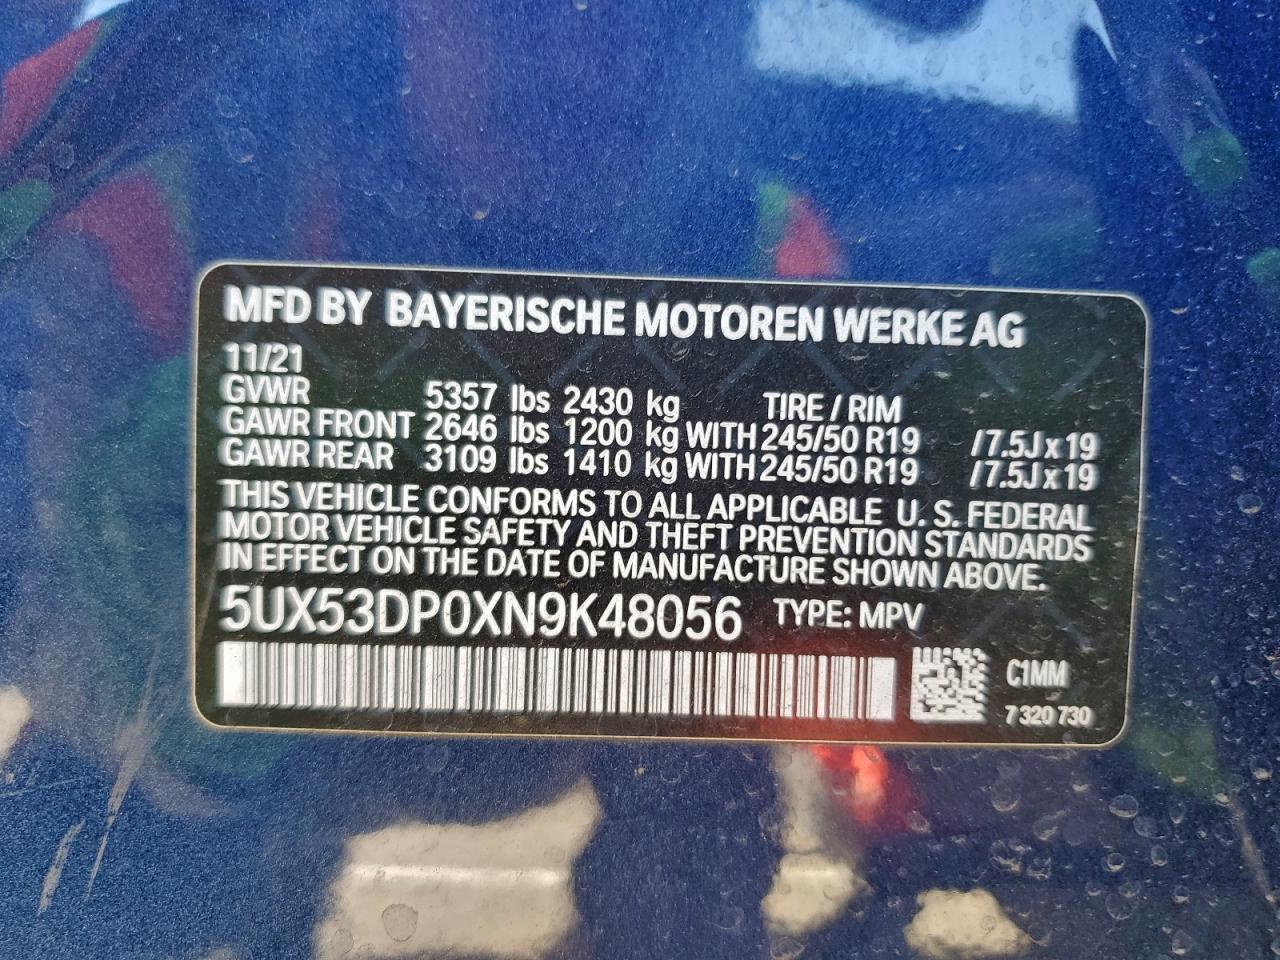 MFD BY BAYERISCHE MOTOREN WERKE AG
11/21
GVWR 5357 lbs 2430 kg TIRE / RIM
GAWR FRONT 2646 lbs 1200 kg WITH 245/50 R19 /7.5J x 19
GAWR REAR 3109 lbs 1410 kg WITH 245/50 R19 /7.5J x 19
THIS VEHICLE CONFORMS TO ALL APPLICABLE U. S. FEDERAL
MOTOR VEHICLE SAFETY AND THEFT PREVENTION STANDARDS
IN EFFECT ON THE DATE OF MANUFACTURE SHOWN ABOVE.
5UX53DP0XN9K48056 TYPE: MPV
C1MM
7 320 730